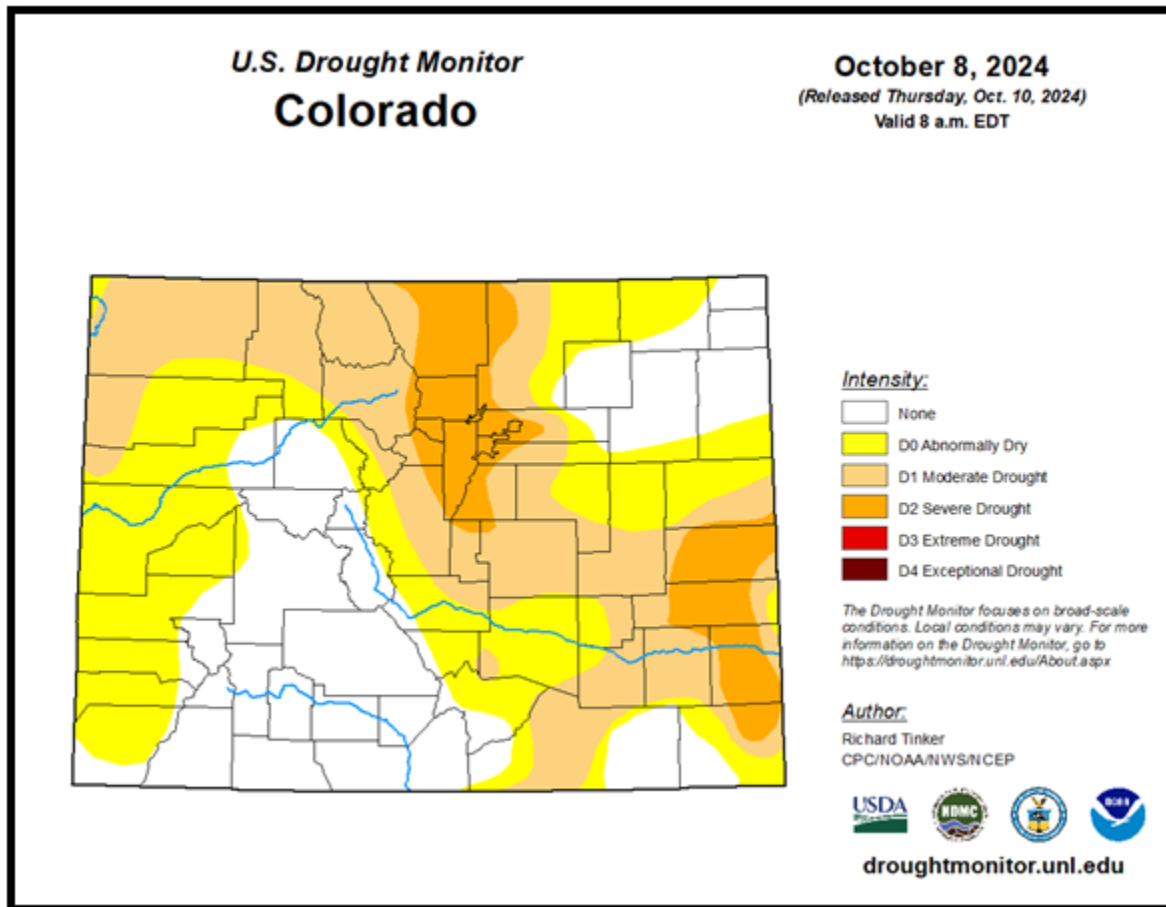 U.S. Drought Monitor
Colorado
October 8, 2024
(Released Thursday, Oct. 10, 2024)
Valid 8 a.m. EDT
Intensity:
None
D0 Abnormally Dry
D1 Moderate Drought
D2 Severe Drought
D3 Extreme Drought
D4 Exceptional Drought
The Drought Monitor focuses on broad-scale
conditions. Local conditions may vary. For more
information on the Drought Monitor, go to
https://droughtmonitor.unl.edu/About.aspx
Author:
Richard Tinker
CPC/NOAA/NWS/NCEP
USDA
NDMC
NOAA
droughtmonitor.unl.edu